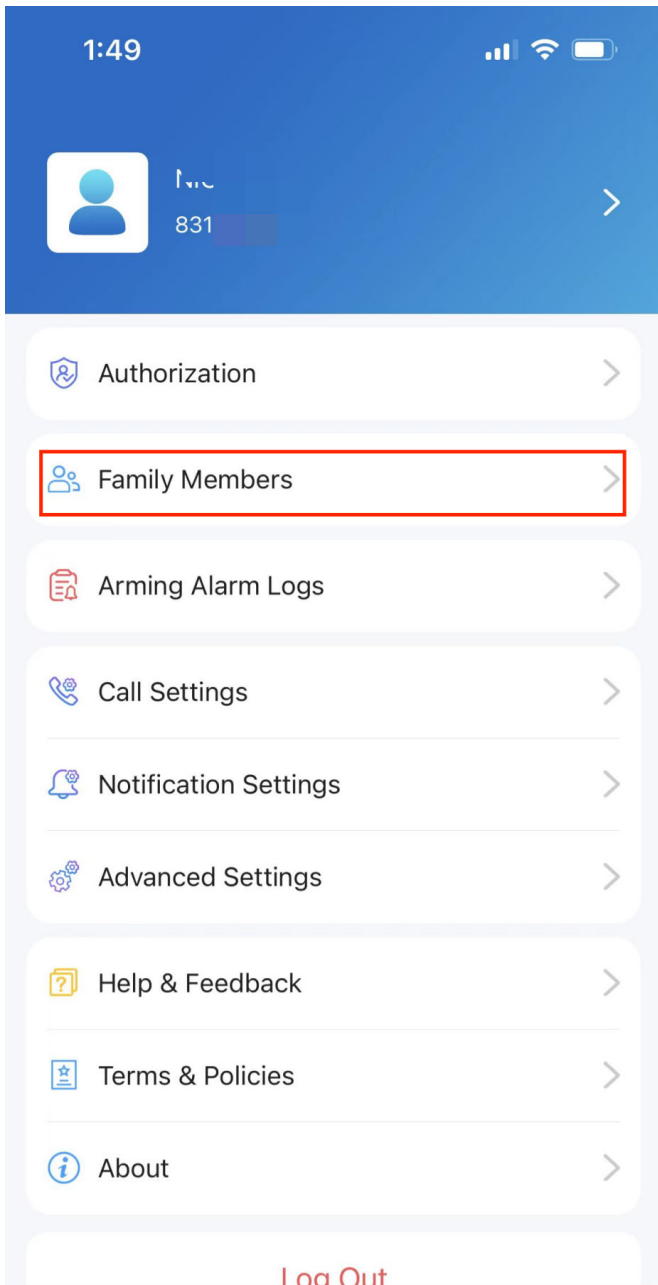 1:49
831
Authorization
Family Members
Arming Alarm Logs
Call Settings
Notification Settings
Advanced Settings
Help & Feedback
Terms & Policies
About
Log Out